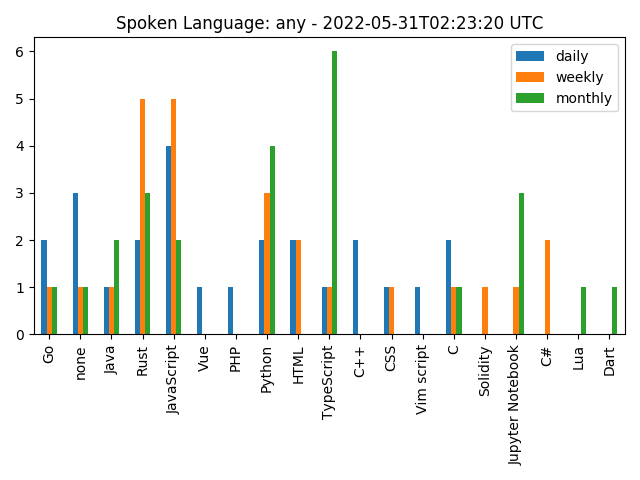 Spoken Language: any - 2022-05-31T02:23:20 UTC
daily
weekly
monthly
6
5
4
3
2
1
0
Go
none
Java
Rust
JavaScript
Vue
PHP
Python
HTML
TypeScript
C++
CSS
Vim script
C
Solidity
Jupyter Notebook
C#
Lua
Dart